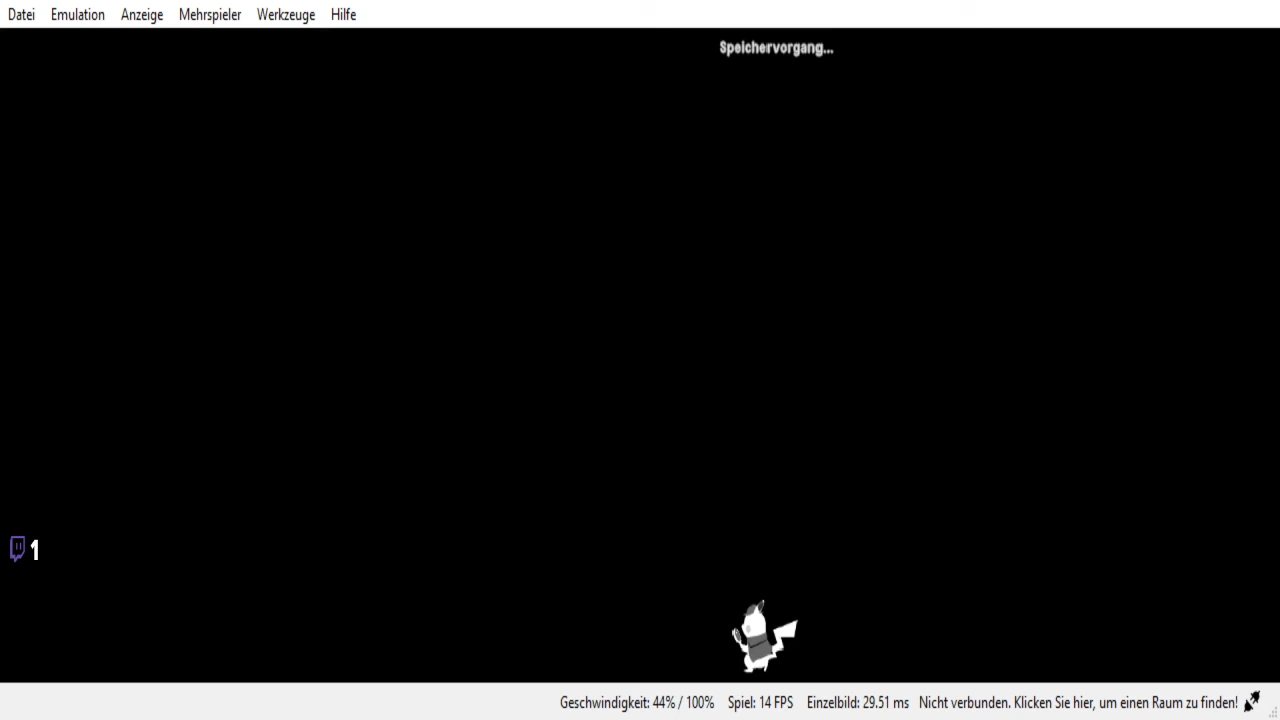 Datei Emulation Anzeige Mehrspieler Werkzeuge Hilfe
Speichervorgang...
1
Geschwindigkeit: 44% / 100% Spiel: 14 FPS Einzelbild: 29.51 ms Nicht verbunden. Klicken Sie hier, um einen Raum zu finden!